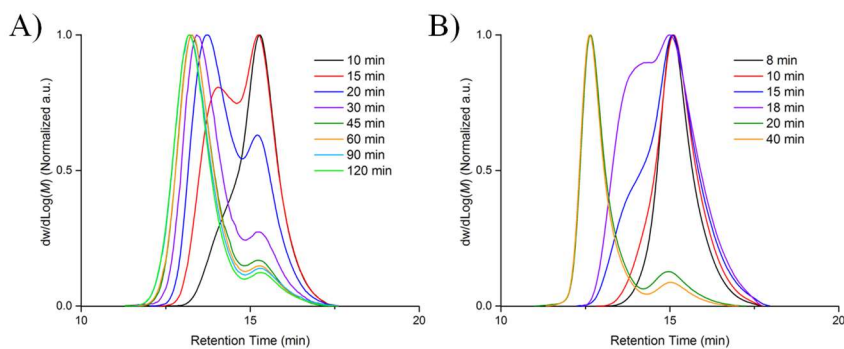 A)
dw/dLog(M) (Normalized a.u.)
1.0
0.5
0.0
10
15
20
Retention Time (min)
10 min
15 min
20 min
30 min
45 min
60 min
90 min
120 min
B)
dw/dLog(M) (Normalized a.u.)
1.0
0.5
0.0
10
15
20
Retention Time (min)
8 min
10 min
15 min
18 min
20 min
40 min